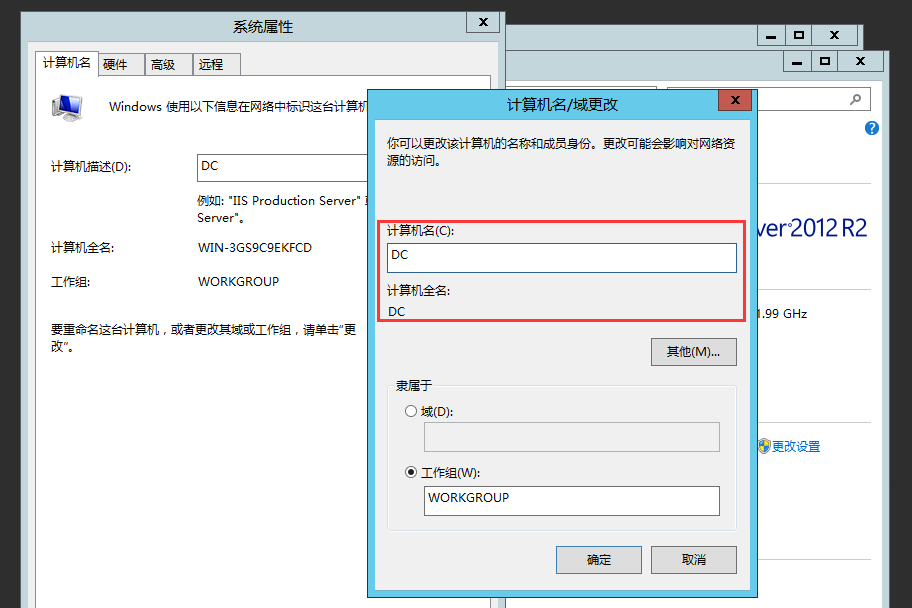 系统属性
计算机名
硬件
高级
远程
Windows 使用以下信息在网络中标识这台计算机
计算机描述(D):
DC
例如: "IIS Production Server"
Server"。
计算机全名:
WIN-3GS9C9EKFCD
工作组:
WORKGROUP
要重命名这台计算机，或者更改其域或工作组，请单击"更
改"。
计算机名/域更改
你可以更改该计算机的名称和成员身份。更改可能会影响对网络资
源的访问。
计算机名(C):
DC
计算机全名:
DC
其他(M)...
隶属于
域(D):
工作组(W):
WORKGROUP
确定
取消
ver 2012 R2
1.99 GHz
更改设置